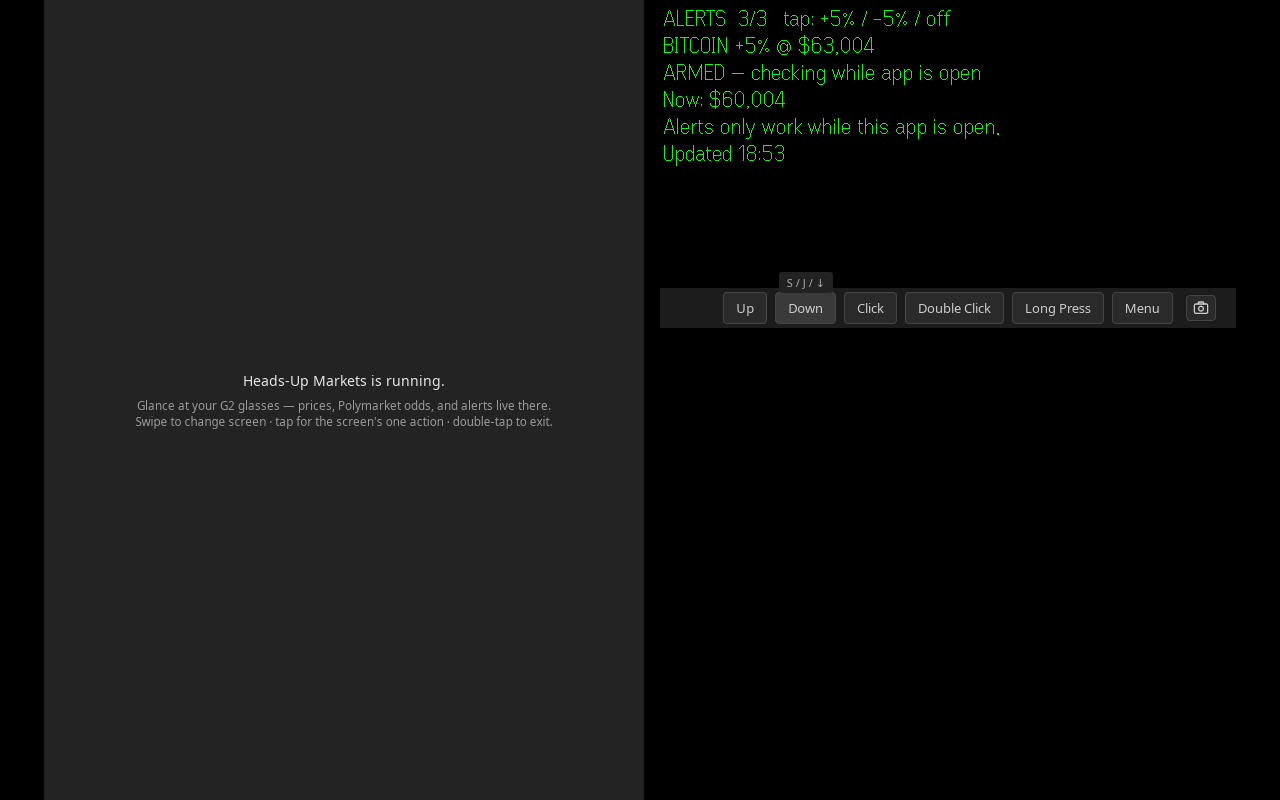 Heads-Up Markets is running.
Glance at your G2 glasses — prices, Polymarket odds, and alerts live there.
Swipe to change screen · tap for the screen's one action · double-tap to exit.
ALERTS 3/3 tap: +5% / -5% / off
BITCOIN +5% @ $63,004
ARMED — checking while app is open
Now: $60,004
Alerts only work while this app is open.
Updated 18:53
S / J / ↓
Up Down Click Double Click Long Press Menu